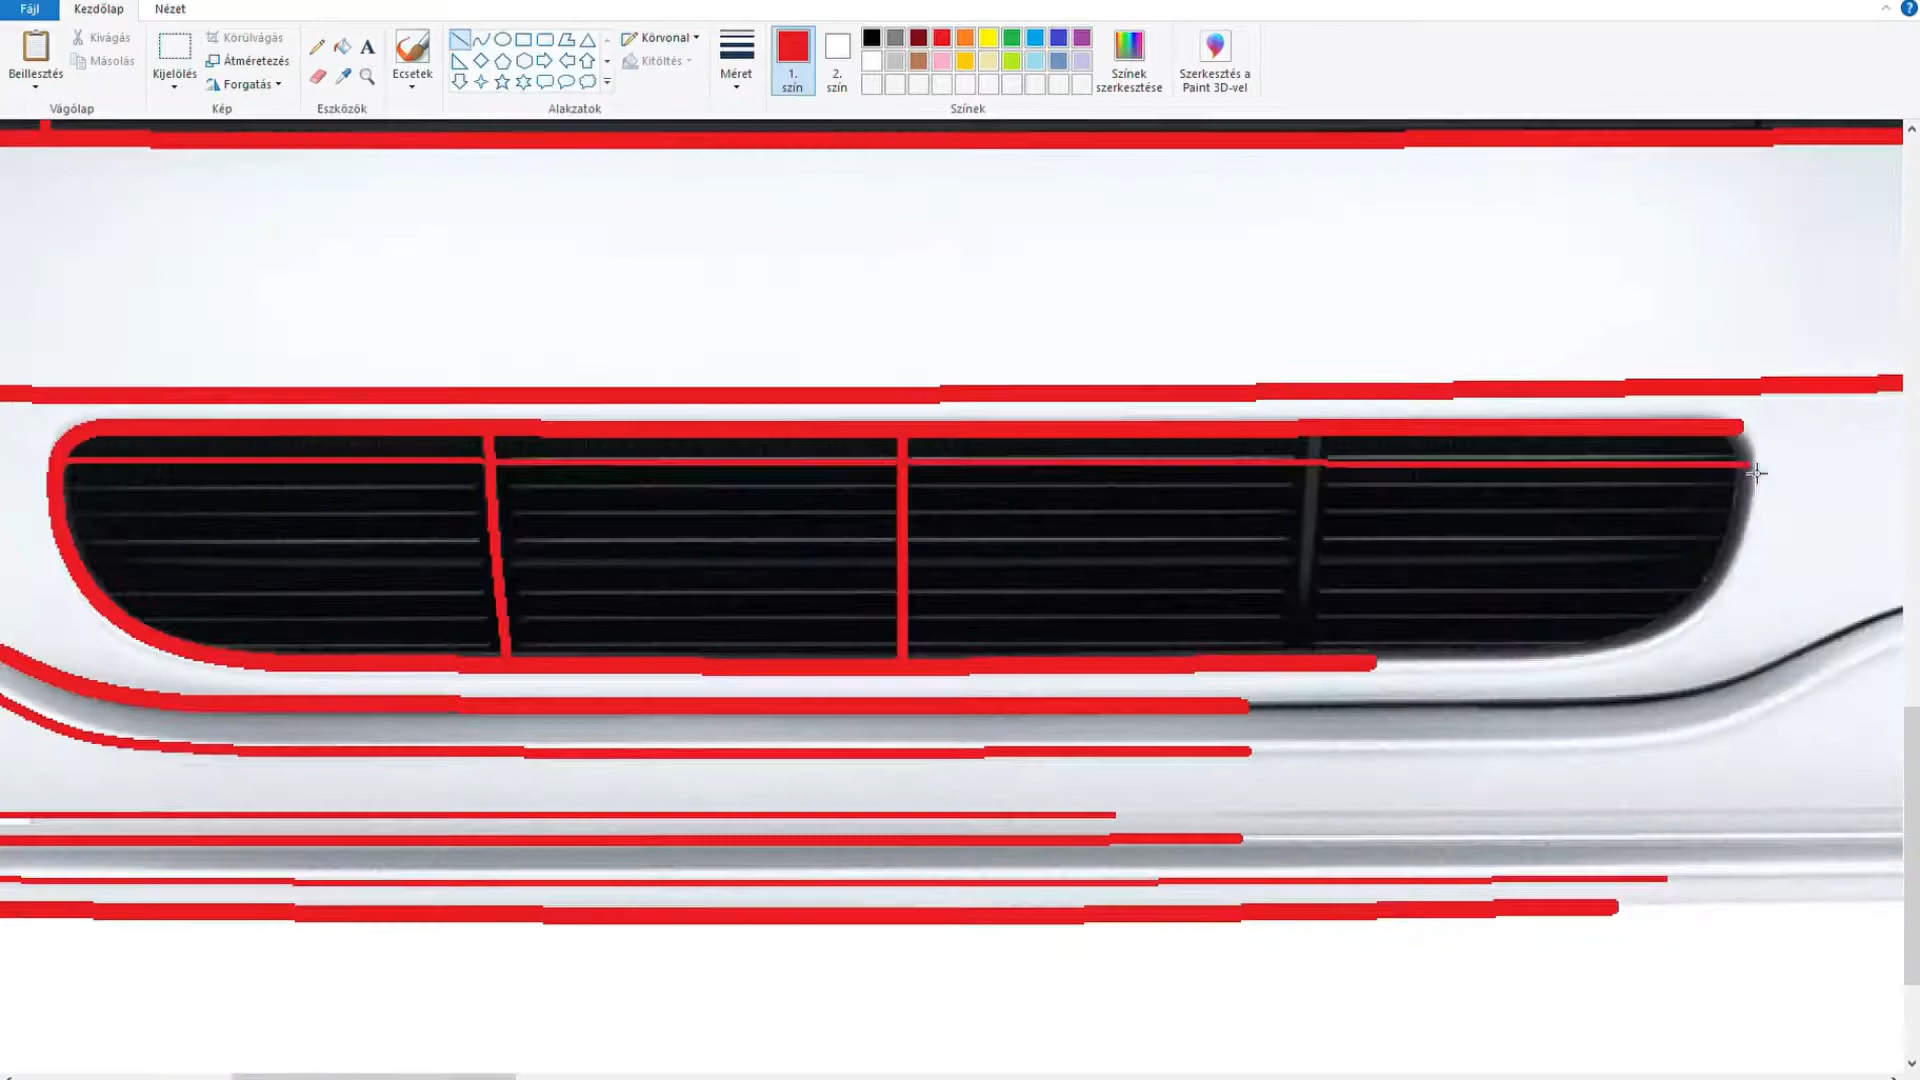 Fájl Kezdőlap Nézet
Beillesztés
Kivágás
Másolás
Vágólap
Kijelölés
Körülvágás
Átméretezés
Forgatás
Kép
A
Eszközök
Ecsetek
Körvonal
Kitöltés
Alakzatok
Méret
1.
szín
2.
szín
Színek
szerkesztése
Színek
Szerkesztés a
Paint 3D-vel
?